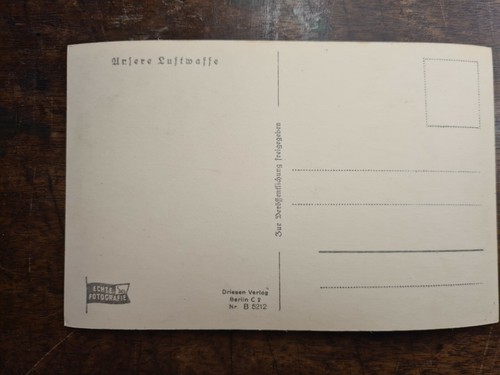 Unsere Luftwaffe
Zur Veröffentlichung freigegeben
ECHTE
FOTOGRAFIE
Driesen Verlag
Berlin C 2
Nr. B 5212